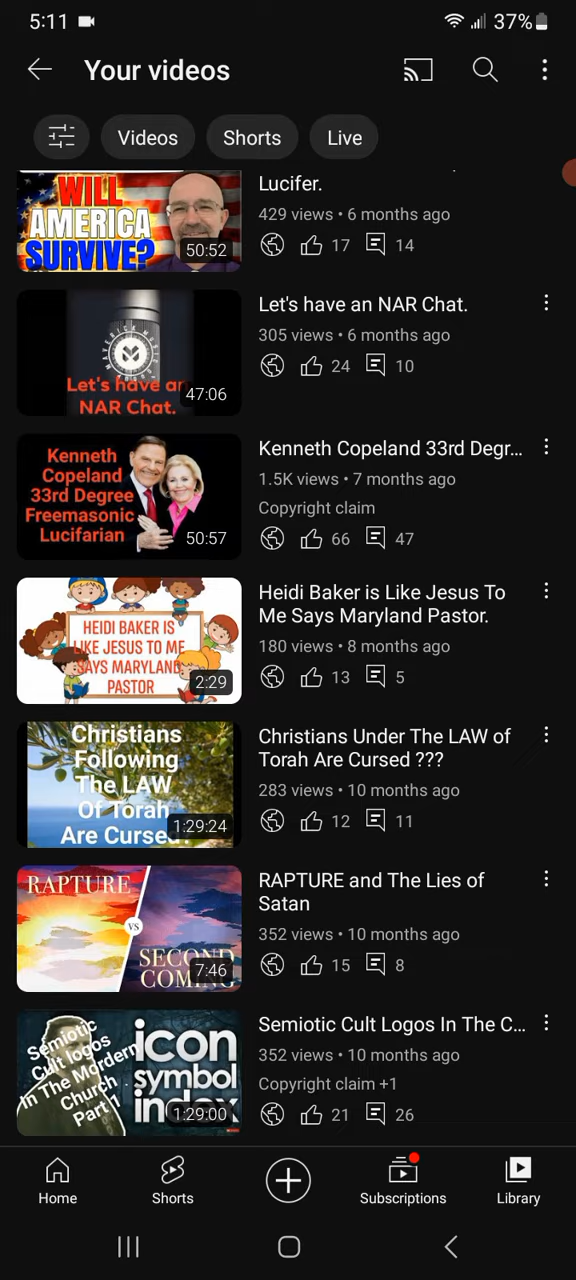 5:11
37%
Your videos
Videos
Shorts
Live
WILL
AMERICA
SURVIVE?
50:52
Lucifer.
429 views • 6 months ago
17
14
Let's have an
NAR Chat.
47:06
Let's have an NAR Chat.
305 views • 6 months ago
24
10
Kenneth
Copeland
33rd Degree
Freemasonic
Lucifarian
50:57
Kenneth Copeland 33rd Degr...
1.5K views • 7 months ago
Copyright claim
66
47
HEIDI BAKER IS
LIKE JESUS TO ME
SAYS MARYLAND
PASTOR
2:29
Heidi Baker is Like Jesus To
Me Says Maryland Pastor.
180 views • 8 months ago
13
5
Christians
Following
The LAW
Of Torah
Are Cursed
1:29:24
Christians Under The LAW of
Torah Are Cursed ???
283 views • 10 months ago
12
11
RAPTURE
VS
SECOND
COMING
7:46
RAPTURE and The Lies of
Satan
352 views • 10 months ago
15
8
Semiotic
Cult logos
In The Mordern
Church
Part 1
icon
symbol
index
1:29:00
Semiotic Cult Logos In The C...
352 views • 10 months ago
Copyright claim +1
21
26
Home
Shorts
Subscriptions
Library